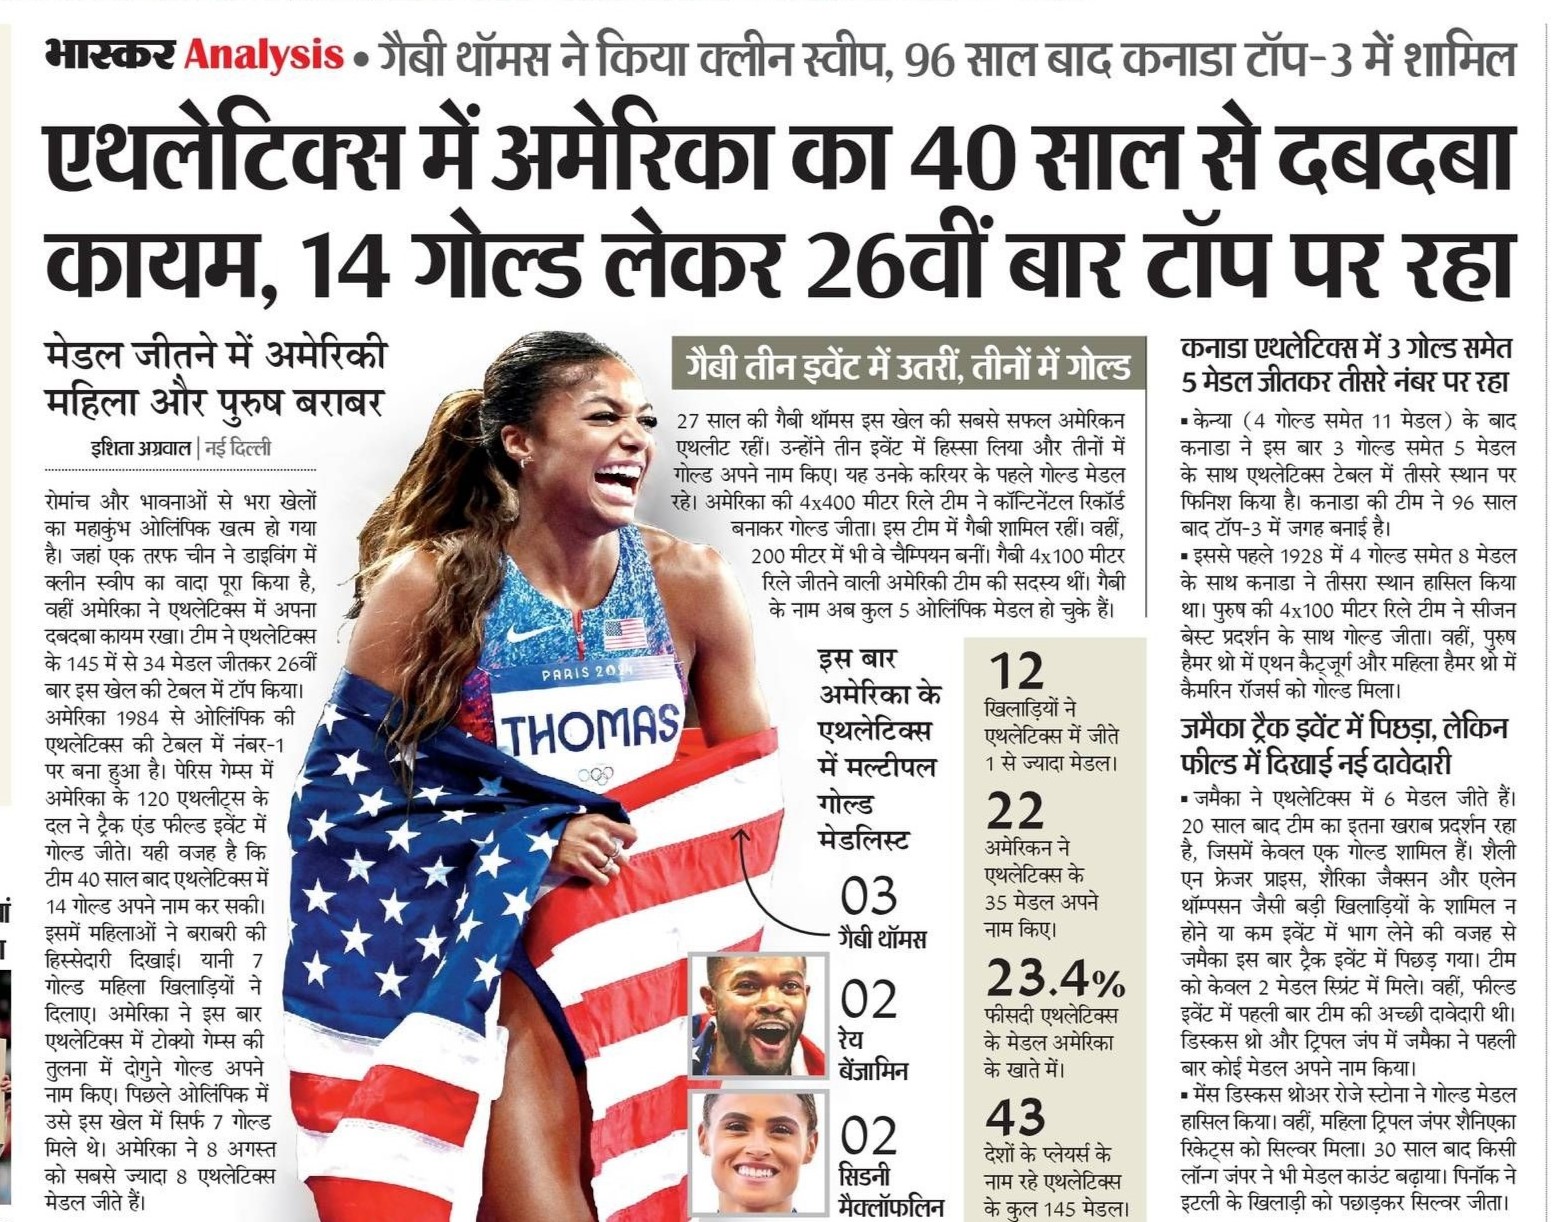 भास्कर Analysis • गैबी थॉमस ने किया क्लीन स्वीप, 96 साल बाद कनाडा टॉप-3 में शामिल
एथलेटिक्स में अमेरिका का 40 साल से दबदबा
कायम, 14 गोल्ड लेकर 26वीं बार टॉप पर रहा
मेडल जीतने में अमेरिकी
महिला और पुरुष बराबर
इशिता अग्रवाल | नई दिल्ली
रोमांच और भावनाओं से भरा खेलों
का महाकुंभ ओलिंपिक खत्म हो गया
है। जहां एक तरफ चीन ने डाइविंग में
क्लीन स्वीप का वादा पूरा किया है,
वहीं अमेरिका ने एथलेटिक्स में अपना
दबदबा कायम रखा। टीम ने एथलेटिक्स
के 145 में से 34 मेडल जीतकर 26वीं
बार इस खेल की टेबल में टॉप किया।
अमेरिका 1984 से ओलिंपिक की
एथलेटिक्स की टेबल में नंबर-1
पर बना हुआ है। पेरिस गेम्स में
अमेरिका के 120 एथलीट्स के
दल ने ट्रैक एंड फील्ड इवेंट में
गोल्ड जीते। यही वजह है कि
टीम 40 साल बाद एथलेटिक्स में
14 गोल्ड अपने नाम कर सकी।
इसमें महिलाओं ने बराबरी की
हिस्सेदारी दिखाई। यानी 7
गोल्ड महिला खिलाड़ियों ने
दिलाए। अमेरिका ने इस बार
एथलेटिक्स में टोक्यो गेम्स की
तुलना में दोगुने गोल्ड अपने
नाम किए। पिछले ओलिंपिक में
उसे इस खेल में सिर्फ 7 गोल्ड
मिले थे। अमेरिका ने 8 अगस्त
को सबसे ज्यादा 8 एथलेटिक्स
मेडल जीते हैं।
PARIS 2024
THOMAS
गैबी तीन इवेंट में उतरीं, तीनों में गोल्ड
27 साल की गैबी थॉमस इस खेल की सबसे सफल अमेरिकन
एथलीट रहीं। उन्होंने तीन इवेंट में हिस्सा लिया और तीनों में
गोल्ड अपने नाम किए। यह उनके करियर के पहले गोल्ड मेडल
रहे। अमेरिका की 4x400 मीटर रिले टीम ने कॉन्टिनेंटल रिकॉर्ड
बनाकर गोल्ड जीता। इस टीम में गैबी शामिल रहीं। वहीं,
200 मीटर में भी वे चैम्पियन बनीं। गैबी 4x100 मीटर
रिले जीतने वाली अमेरिकी टीम की सदस्य थीं। गैबी
के नाम अब कुल 5 ओलिंपिक मेडल हो चुके हैं।
इस बार
अमेरिका के
एथलेटिक्स
में मल्टीपल
गोल्ड
मेडलिस्ट
03
गैबी थॉमस
02
रेय
बेंजामिन
02
सिडनी
मैक्लॉफलिन
12
खिलाड़ियों ने
एथलेटिक्स में जीते
1 से ज्यादा मेडल।
22
अमेरिकन ने
एथलेटिक्स के
35 मेडल अपने
नाम किए।
23.4%
फीसदी एथलेटिक्स
के मेडल अमेरिका
के खाते में।
43
देशों के प्लेयर्स के
नाम रहे एथलेटिक्स
के कुल 145 मेडल।
कनाडा एथलेटिक्स में 3 गोल्ड समेत
5 मेडल जीतकर तीसरे नंबर पर रहा
▪ केन्या (4 गोल्ड समेत 11 मेडल) के बाद
कनाडा ने इस बार 3 गोल्ड समेत 5 मेडल
के साथ एथलेटिक्स टेबल में तीसरे स्थान पर
फिनिश किया है। कनाडा की टीम ने 96 साल
बाद टॉप-3 में जगह बनाई है।
▪ इससे पहले 1928 में 4 गोल्ड समेत 8 मेडल
के साथ कनाडा ने तीसरा स्थान हासिल किया
था। पुरुष की 4x100 मीटर रिले टीम ने सीजन
बेस्ट प्रदर्शन के साथ गोल्ड जीता। वहीं, पुरुष
हैमर थ्रो में एथन कैट्जूर्ग और महिला हैमर थ्रो में
कैमरिन रॉजर्स को गोल्ड मिला।
जमैका ट्रैक इवेंट में पिछड़ा, लेकिन
फील्ड में दिखाई नई दावेदारी
▪ जमैका ने एथलेटिक्स में 6 मेडल जीते हैं।
20 साल बाद टीम का इतना खराब प्रदर्शन रहा
है, जिसमें केवल एक गोल्ड शामिल हैं। शैली
एन फ्रेजर प्राइस, शैरिका जैक्सन और एलेन
थॉम्पसन जैसी बड़ी खिलाड़ियों के शामिल न
होने या कम इवेंट में भाग लेने की वजह से
जमैका इस बार ट्रैक इवेंट में पिछड़ गया। टीम
को केवल 2 मेडल स्प्रिंट में मिले। वहीं, फील्ड
इवेंट में पहली बार टीम की अच्छी दावेदारी थी।
डिस्कस थ्रो और ट्रिपल जंप में जमैका ने पहली
बार कोई मेडल अपने नाम किया।
▪ मेंस डिस्कस थ्रोअर रोजे स्टोना ने गोल्ड मेडल
हासिल किया। वहीं, महिला ट्रिपल जंपर शैनिएका
रिकेट्स को सिल्वर मिला। 30 साल बाद किसी
लॉन्ग जंपर ने भी मेडल काउंट बढ़ाया। पिनॉक ने
इटली के खिलाड़ी को पछाड़कर सिल्वर जीता।